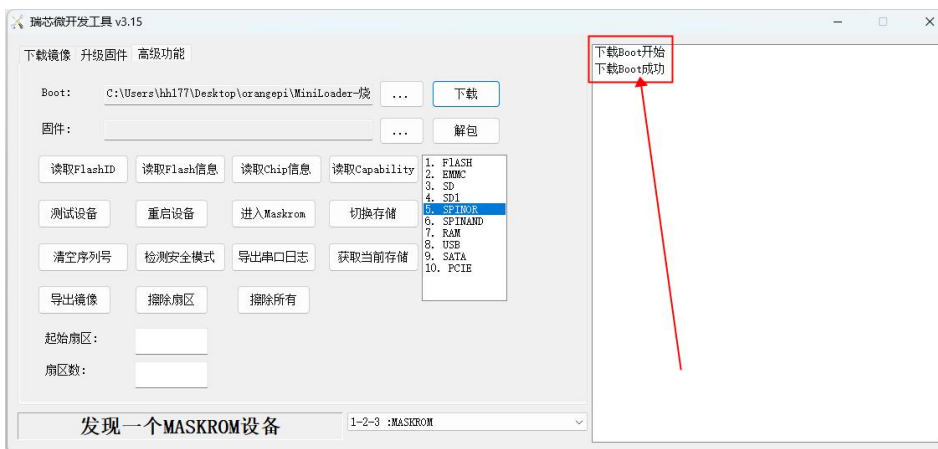 瑞芯微开发工具 v3.15
下载镜像 升级固件 高级功能
Boot: C:\Users\hh177\Desktop\orangepi\MiniLoader-烧 ... 下载
固件: ... 解包
读取FlashID 读取Flash信息 读取Chip信息 读取Capability
测试设备 重启设备 进入Maskrom 切换存储
清空序列号 检测安全模式 导出串口日志 获取当前存储
导出镜像 擦除扇区 擦除所有
1. FlASH
2. EMMC
3. SD
4. SD1
5. SPINOR
6. SPINAND
7. RAM
8. USB
9. SATA
10. PCIE
起始扇区:
扇区数:
发现一个MASKROM设备
1-2-3 :MASKROM
下载Boot开始
下载Boot成功